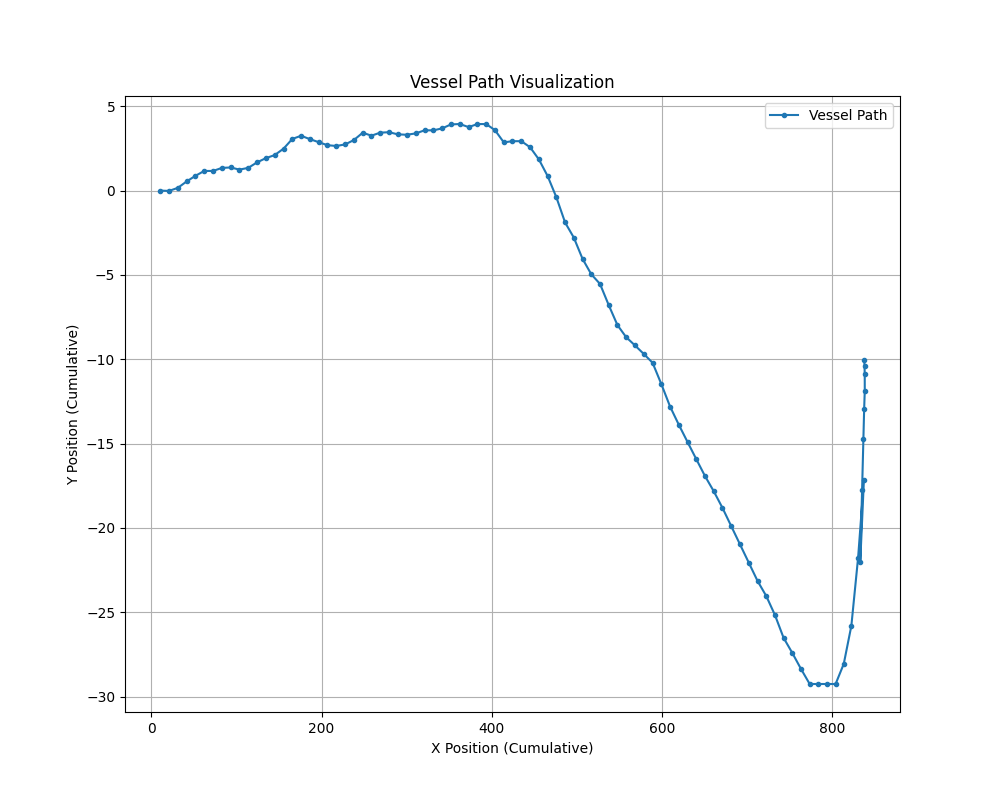 Vessel Path Visualization
Vessel Path
5
0
−5
−10
−15
−20
−25
−30
Y Position (Cumulative)
0 200 400 600 800
X Position (Cumulative)